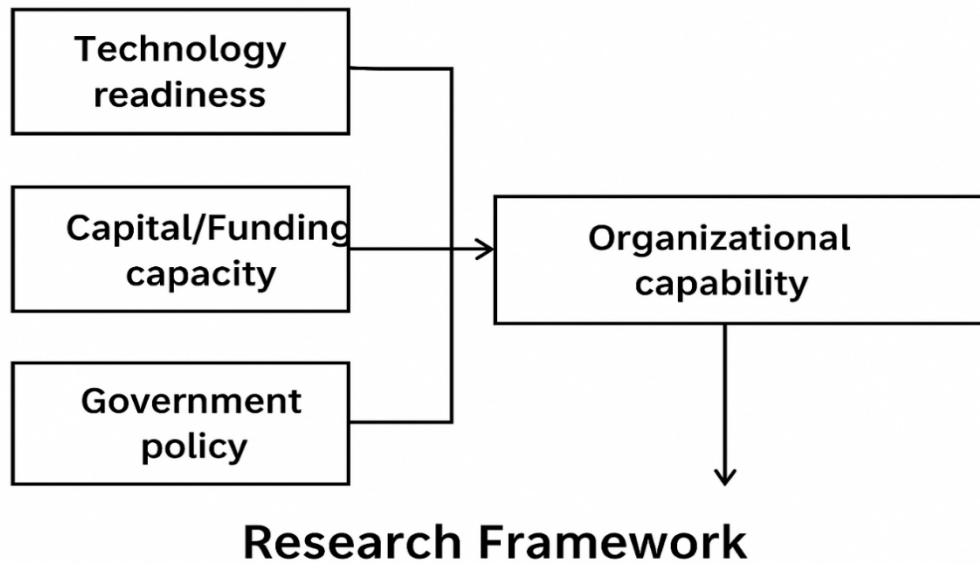 Technology
readiness
Capital/Funding
capacity
Government
policy
Organizational
capability
Research Framework